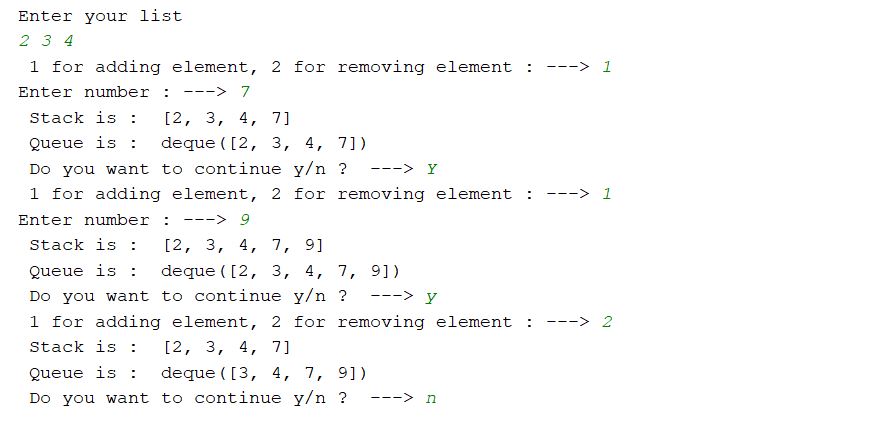 Enter your list
2 3 4
1 for adding element, 2 for removing element : ---> 1
Enter number : ---> 7
Stack is :  [2, 3, 4, 7]
Queue is :  deque([2, 3, 4, 7])
Do you want to continue y/n ?  ---> Y
1 for adding element, 2 for removing element : ---> 1
Enter number : ---> 9
Stack is :  [2, 3, 4, 7, 9]
Queue is :  deque([2, 3, 4, 7, 9])
Do you want to continue y/n ?  ---> y
1 for adding element, 2 for removing element : ---> 2
Stack is :  [2, 3, 4, 7]
Queue is :  deque([3, 4, 7, 9])
Do you want to continue y/n ?  ---> n